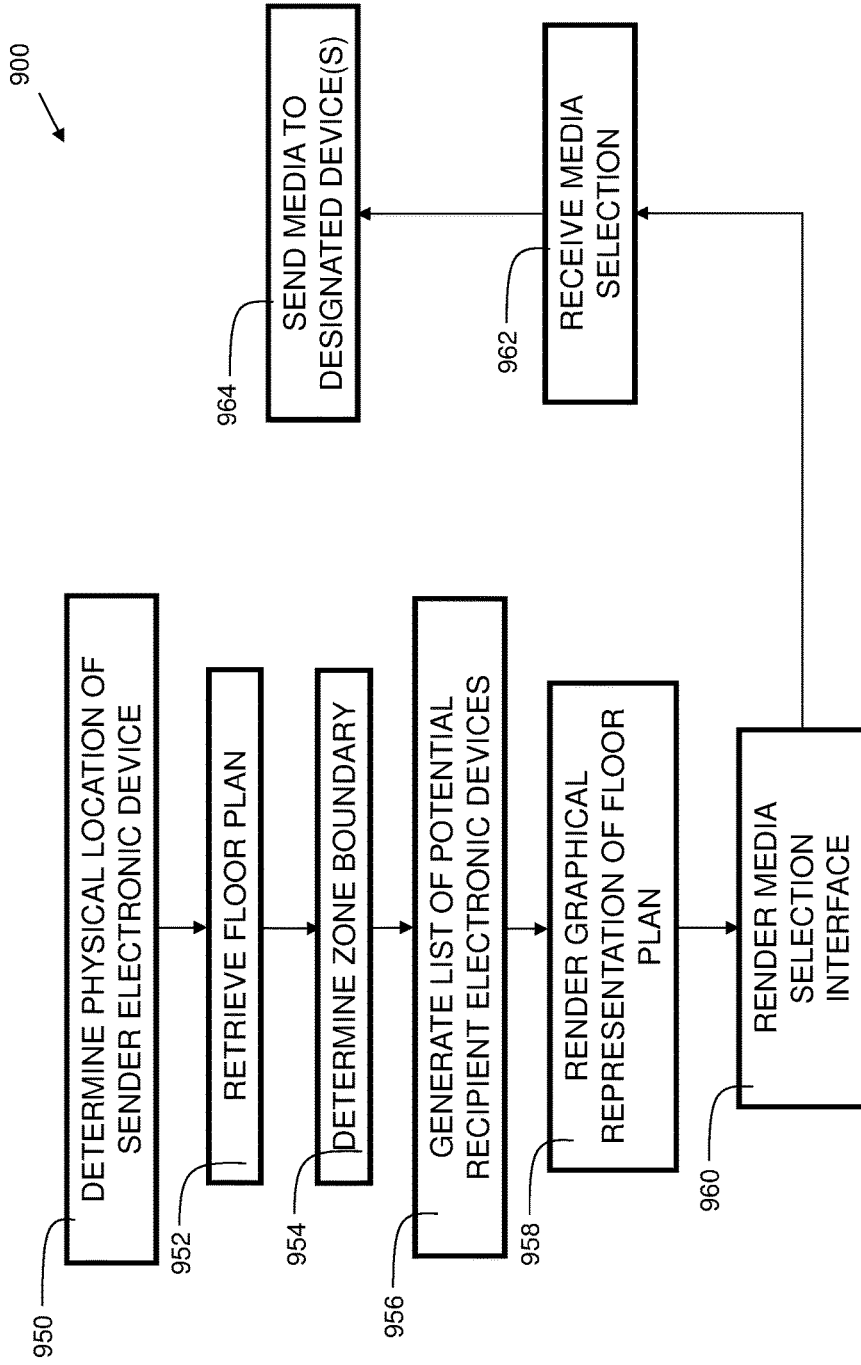 900
950
DETERMINE PHYSICAL LOCATION OF
SENDER ELECTRONIC DEVICE
952
RETRIEVE FLOOR PLAN
954
DETERMINE ZONE BOUNDARY
956
GENERATE LIST OF POTENTIAL
RECIPIENT ELECTRONIC DEVICES
958
RENDER GRAPHICAL
REPRESENTATION OF FLOOR
PLAN
960
RENDER MEDIA
SELECTION
INTERFACE
962
RECEIVE MEDIA
SELECTION
964
SEND MEDIA TO
DESIGNATED DEVICE(S)